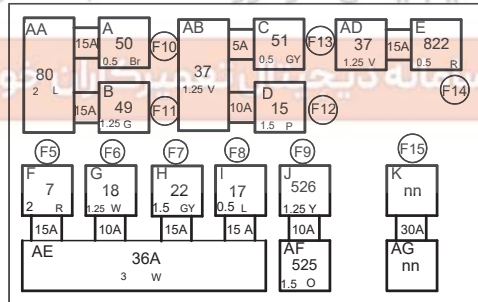 AA AB AD
A C E
15A 50 F10 5A 51 F13 37 15A 822
0.5 Br 0.5 GY 1.25 V 0.5 R
80 37 F14
2 L 1.25 V
B D
15A 49 F11 10A 15 F12
1.25 G 1.5 P
دیجیتال تعمیرکاران
F5 F6 F7 F8 F9 F15
F G H I J K
7 18 22 17 526 nn
2 R 1.25 W 1.5 GY 0.5 L 1.25 Y
15A 10A 15A 15 A 10A 30A
AE AF AG
36A 525 nn
3 W 1.5 O